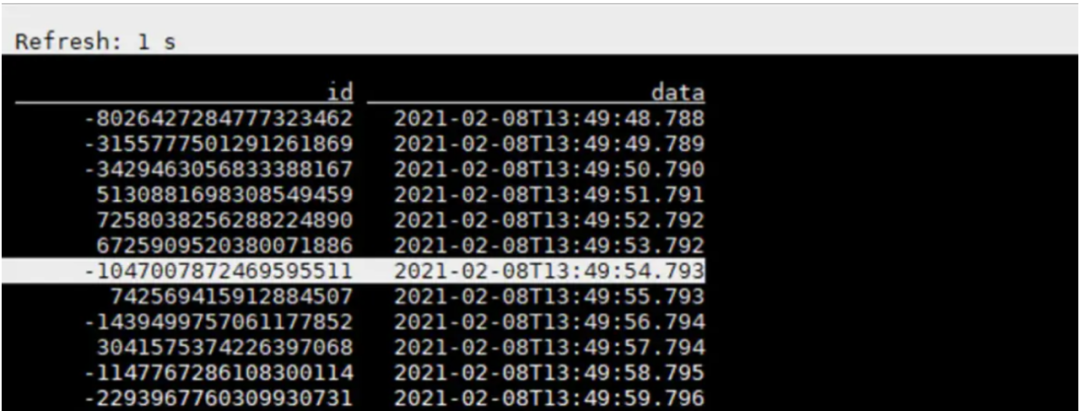 Refresh: 1 s
id data
-8026427284777323462 2021-02-08T13:49:48.788
-3155777501291261869 2021-02-08T13:49:49.789
-3429463056833388167 2021-02-08T13:49:50.790
5130881698308549459 2021-02-08T13:49:51.791
7258038256288224890 2021-02-08T13:49:52.792
6725909520380071886 2021-02-08T13:49:53.792
-1047007872469595511 2021-02-08T13:49:54.793
742569415912884507 2021-02-08T13:49:55.793
-1439499757061177852 2021-02-08T13:49:56.794
3041575374226397068 2021-02-08T13:49:57.794
-1147767286108300114 2021-02-08T13:49:58.795
-2293967760309930731 2021-02-08T13:49:59.796